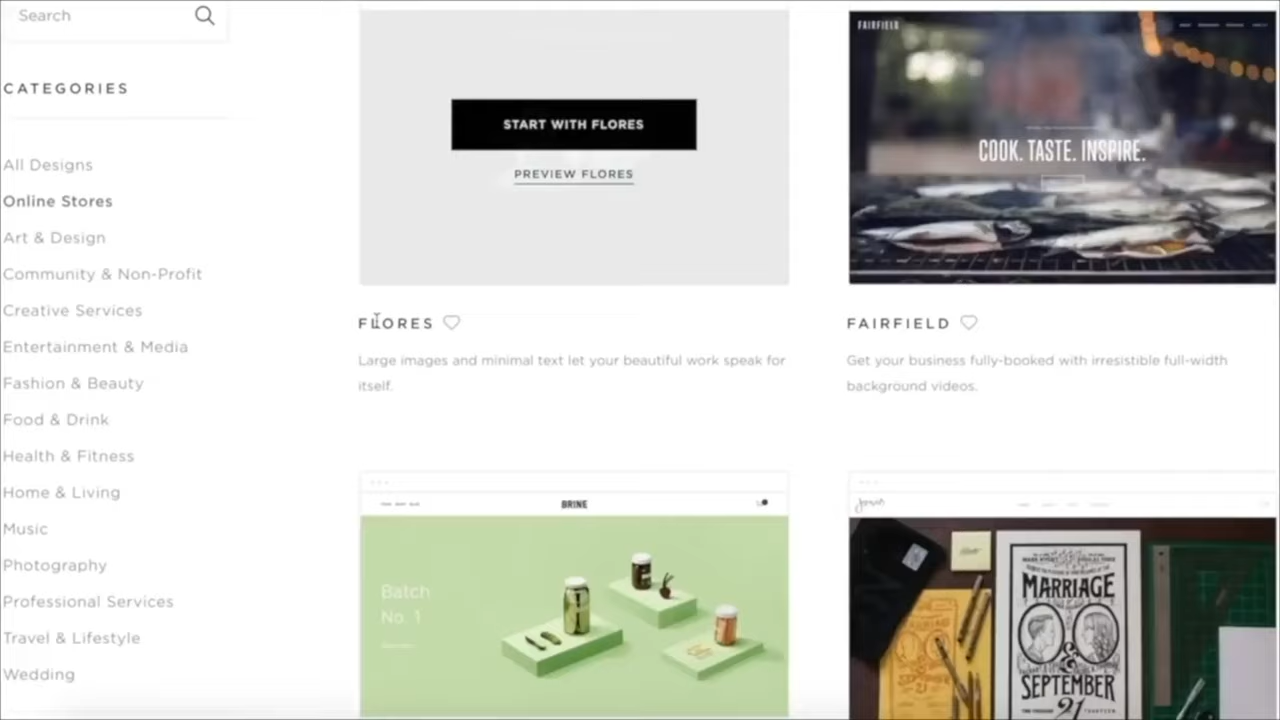 Search
CATEGORIES
All Designs
Online Stores
Art & Design
Community & Non-Profit
Creative Services
Entertainment & Media
Fashion & Beauty
Food & Drink
Health & Fitness
Home & Living
Music
Photography
Professional Services
Travel & Lifestyle
Wedding
START WITH FLORES
PREVIEW FLORES
FLORES
Large images and minimal text let your beautiful work speak for
itself.
FAIRFIELD
COOK. TASTE. INSPIRE.
FAIRFIELD
Get your business fully-booked with irresistible full-width
background videos.
BRINE
Batch
No. 1
MARRIAGE
&
SEPTEMBER
21